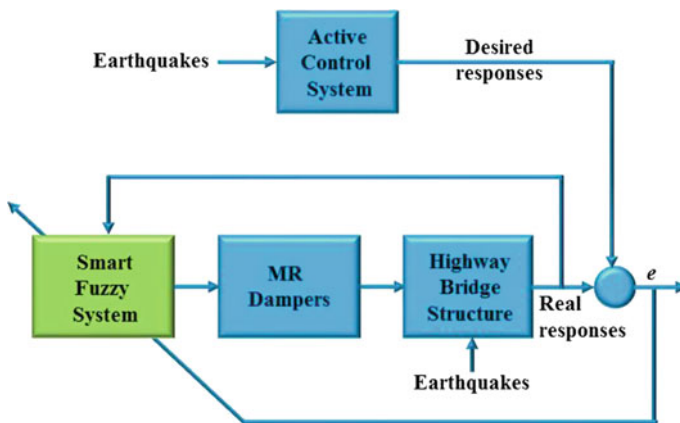 Earthquakes
Active
Control
System
Desired
responses
Smart
Fuzzy
System
MR
Dampers
Highway
Bridge
Structure
Real
responses
e
Earthquakes